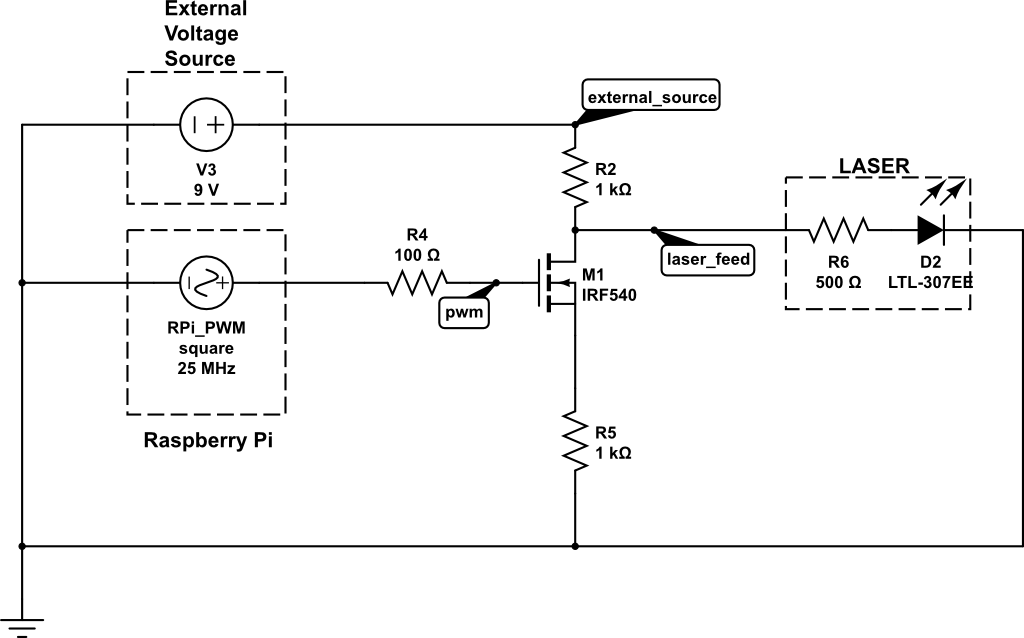 External
Voltage
Source
external_source
V3
9 V
R2
1 kΩ
LASER
R4
100 Ω
laser_feed
R6
500 Ω
D2
LTL-307EE
M1
IRF540
pwm
RPi_PWM
square
25 MHz
Raspberry Pi
R5
1 kΩ